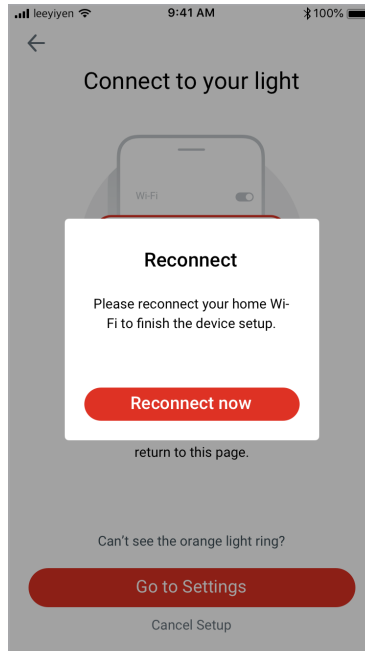 leeyiyen 9:41 AM 100%
Connect to your light
Wi-Fi
Reconnect
Please reconnect your home Wi-
Fi to finish the device setup.
Reconnect now
return to this page.
Can't see the orange light ring?
Go to Settings
Cancel Setup